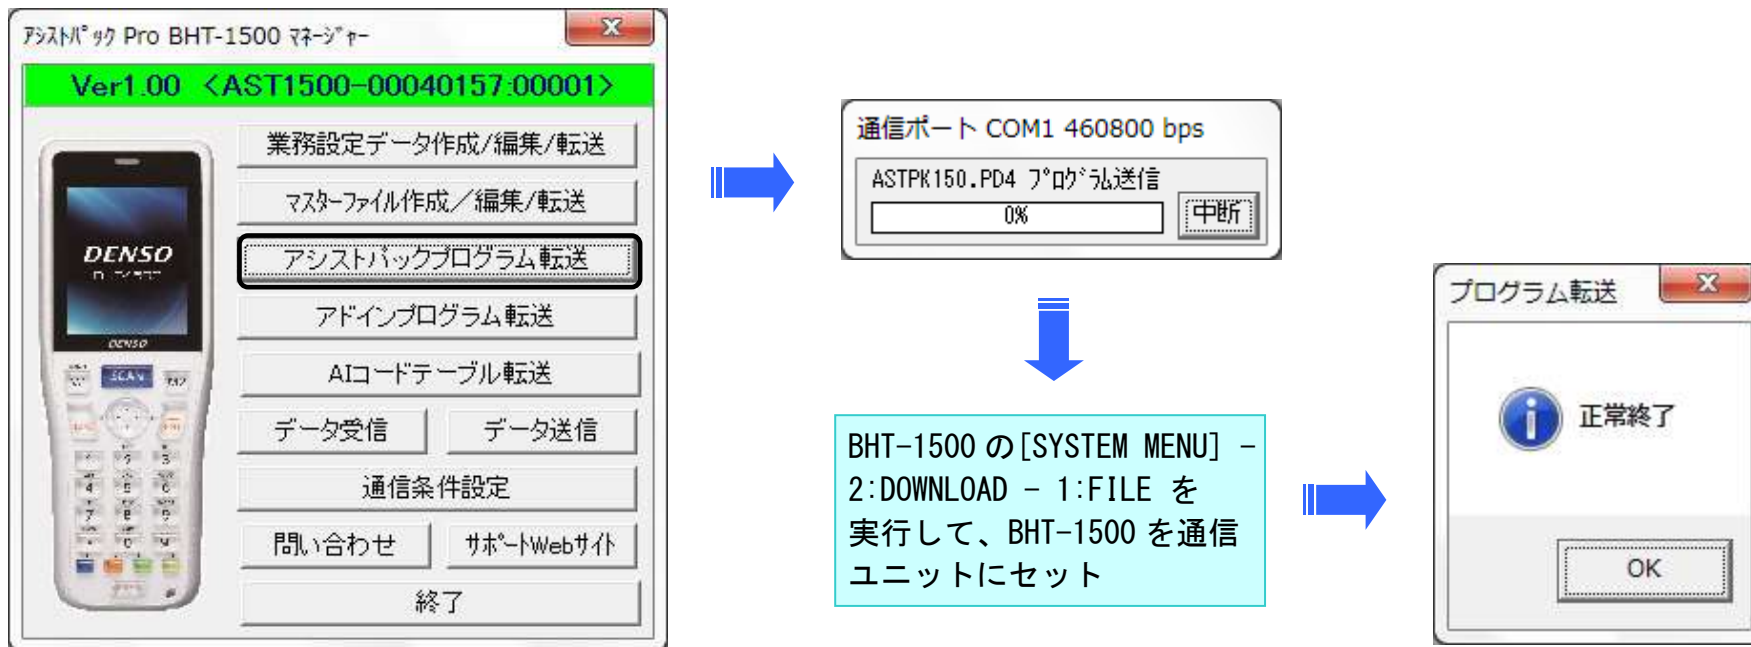 ｱｼｽﾄﾊﾟｯｸ Pro BHT-1500 ﾏﾈｰｼﾞｬｰ
Ver1.00 <AST1500-00040157:00001>
業務設定データ作成/編集/転送
ﾏｽﾀｰﾌｧｲﾙ作成／編集/転送
アシストパックプログラム転送
アドインプログラム転送
AIコードテーブル転送
データ受信
データ送信
通信条件設定
問い合わせ
ｻﾎﾟｰﾄWebｻｲﾄ
終了
DENSO
DENSO
SCAN
通信ポート COM1 460800 bps
ASTPK150.PD4 ﾌﾟﾛｸﾞﾗﾑ送信
0%
中断
BHT-1500 の[SYSTEM MENU] -
2:DOWNLOAD - 1:FILE を
実行して、BHT-1500 を通信
ユニットにセット
プログラム転送
正常終了
OK